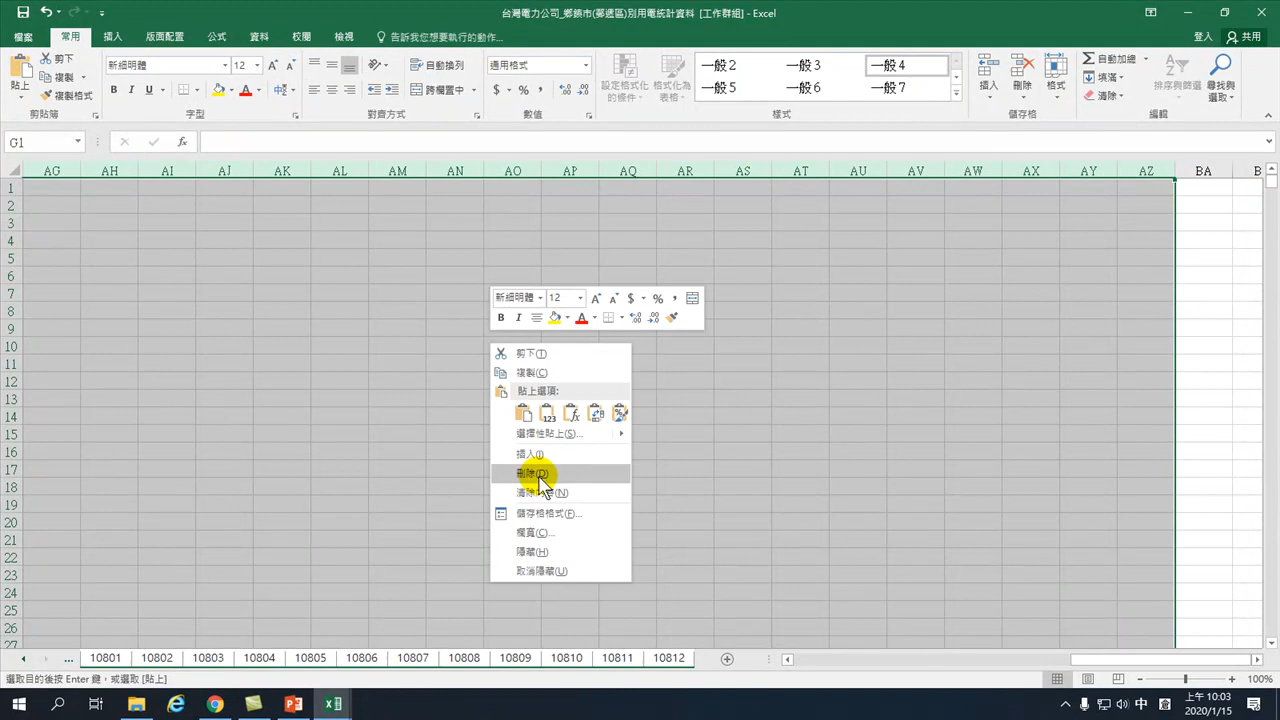 台灣電力公司_鄉鎮市(郵遞區)別用電統計資料 [工作群組] - Excel
檔案 常用 插入 版面配置 公式 資料 校閱 檢視 告訴我您想要執行的動作... 登入 共用
貼上 剪下 複製 複製格式 剪貼簿
新細明體 12 字型
自動換列 跨欄置中 對齊方式
通用格式 $ % , 數值
設定格式化的條件 格式化為表格 一般 2 一般 3 一般 4
一般 5 一般 6 一般 7 樣式
插入 刪除 格式 儲存格
自動加總 填滿 清除 排序與篩選 尋找與選取 編輯
G1 fx
AG AH AI AJ AK AL AM AN AO AP AQ AR AS AT AU AV AW AX AY AZ BA B
1
2
3
4
5
6
7
8
9
10
11
12
13
14
15
16
17
18
19
20
21
22
23
24
25
26
27
新細明體 12 A A $ % ,
B I A
剪下(T)
複製(C)
貼上選項:
選擇性貼上(S)...
插入(I)
刪除(D)
清除(N)
儲存格格式(F)...
欄寬(C)...
隱藏(H)
取消隱藏(U)
... 10801 10802 10803 10804 10805 10806 10807 10808 10809 10810 10811 10812
選取目的後按 Enter 鍵，或選取 [貼上] 100%
中 上午 10:03
2020/1/15